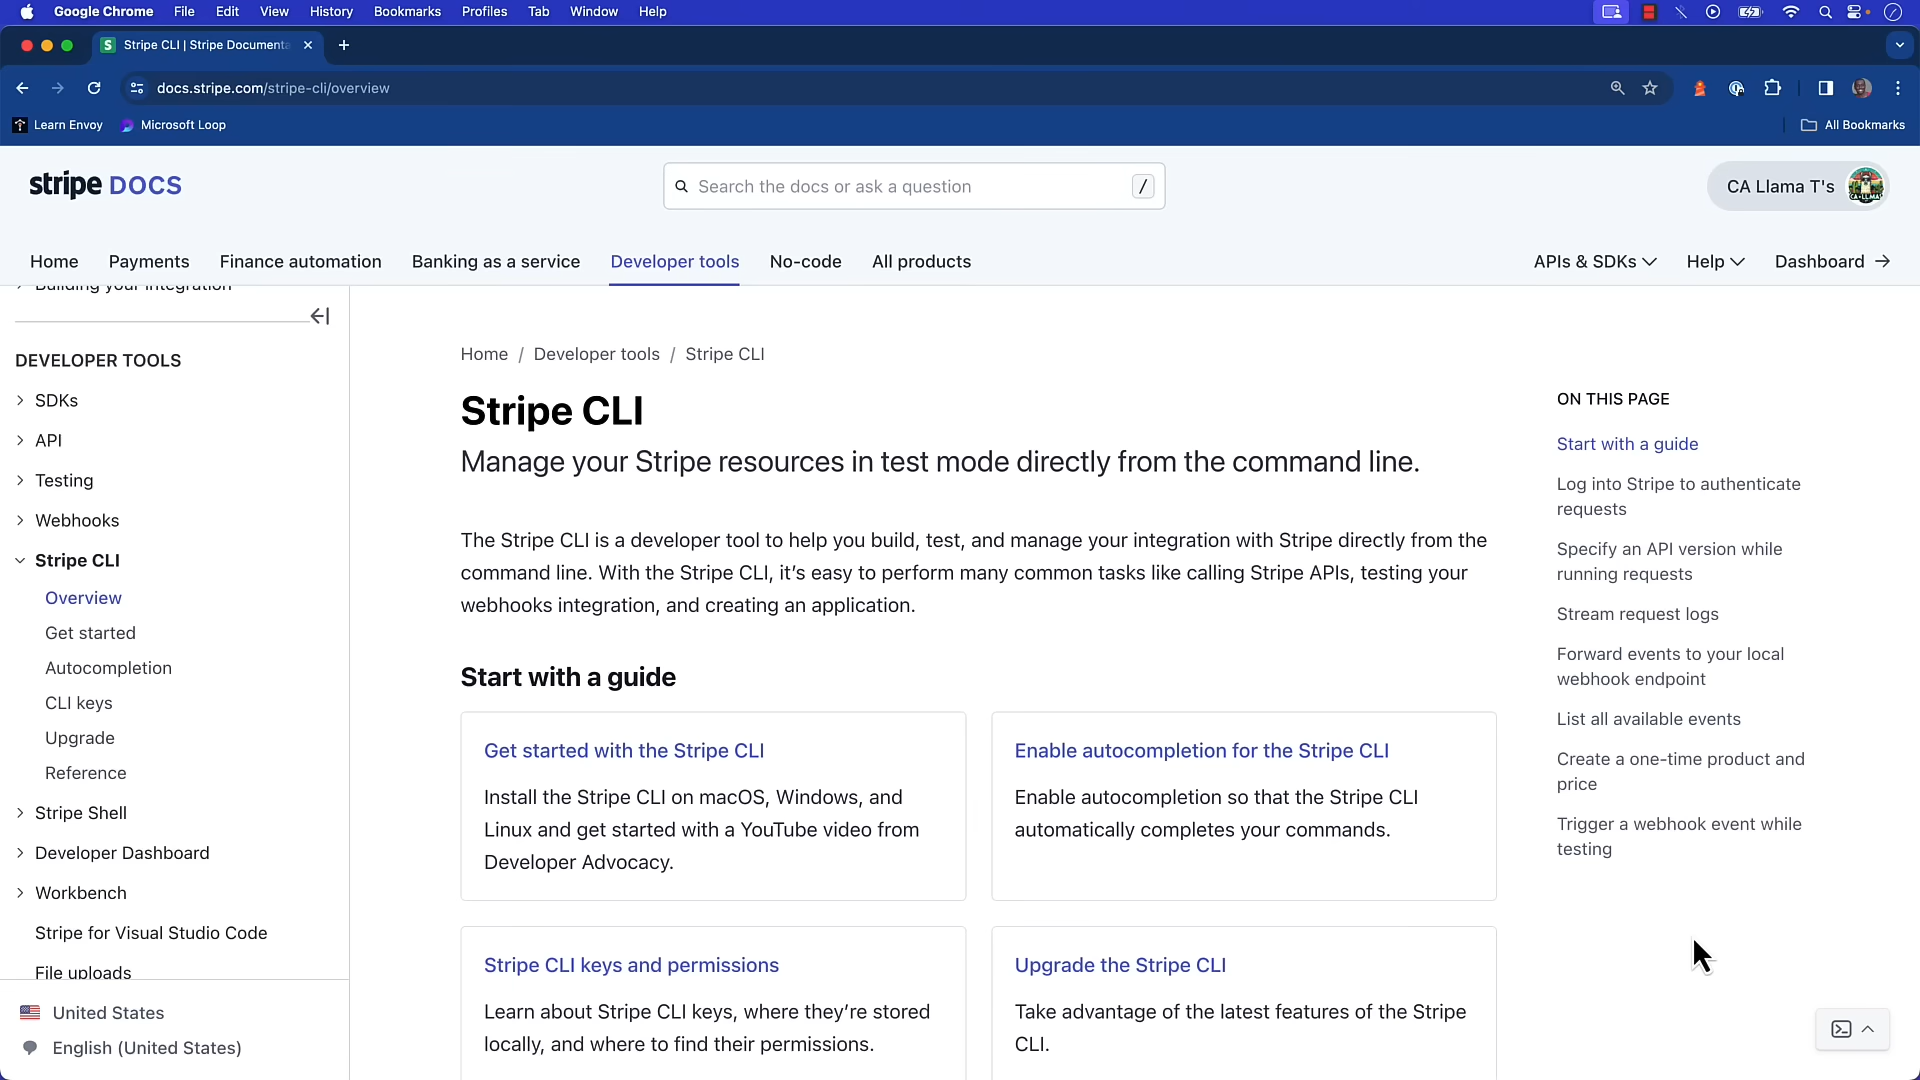 Google Chrome File Edit View History Bookmarks Profiles Tab Window Help
Stripe CLI | Stripe Documenta
docs.stripe.com/stripe-cli/overview
Learn Envoy Microsoft Loop All Bookmarks
stripe DOCS
Search the docs or ask a question /
CA Llama T's
Home Payments Finance automation Banking as a service Developer tools No-code All products APIs & SDKs Help Dashboard
Building your integration
DEVELOPER TOOLS
SDKs
API
Testing
Webhooks
Stripe CLI
Overview
Get started
Autocompletion
CLI keys
Upgrade
Reference
Stripe Shell
Developer Dashboard
Workbench
Stripe for Visual Studio Code
File uploads
United States
English (United States)
Home / Developer tools / Stripe CLI
Stripe CLI
Manage your Stripe resources in test mode directly from the command line.
The Stripe CLI is a developer tool to help you build, test, and manage your integration with Stripe directly from the
command line. With the Stripe CLI, it's easy to perform many common tasks like calling Stripe APIs, testing your
webhooks integration, and creating an application.
Start with a guide
Get started with the Stripe CLI
Install the Stripe CLI on macOS, Windows, and
Linux and get started with a YouTube video from
Developer Advocacy.
Enable autocompletion for the Stripe CLI
Enable autocompletion so that the Stripe CLI
automatically completes your commands.
Stripe CLI keys and permissions
Learn about Stripe CLI keys, where they're stored
locally, and where to find their permissions.
Upgrade the Stripe CLI
Take advantage of the latest features of the Stripe
CLI.
ON THIS PAGE
Start with a guide
Log into Stripe to authenticate
requests
Specify an API version while
running requests
Stream request logs
Forward events to your local
webhook endpoint
List all available events
Create a one-time product and
price
Trigger a webhook event while
testing